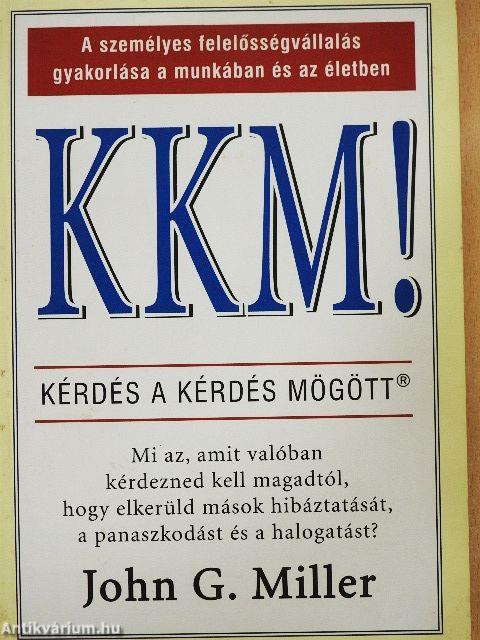 A személyes felelősségvállalás
gyakorlása a munkában és az életben
KKM!
KÉRDÉS A KÉRDÉS MÖGÖTT®
Mi az, amit valóban
kérdezned kell magadtól,
hogy elkerüld mások hibáztatását,
a panaszkodást és a halogatást?
John G. Miller
Antikvárium.hu